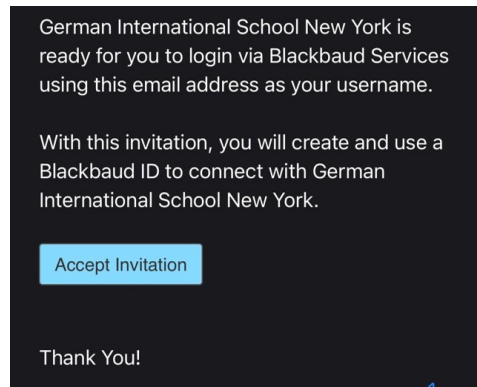 German International School New York is
ready for you to login via Blackbaud Services
using this email address as your username.
With this invitation, you will create and use a
Blackbaud ID to connect with German
International School New York.
Accept Invitation
Thank You!